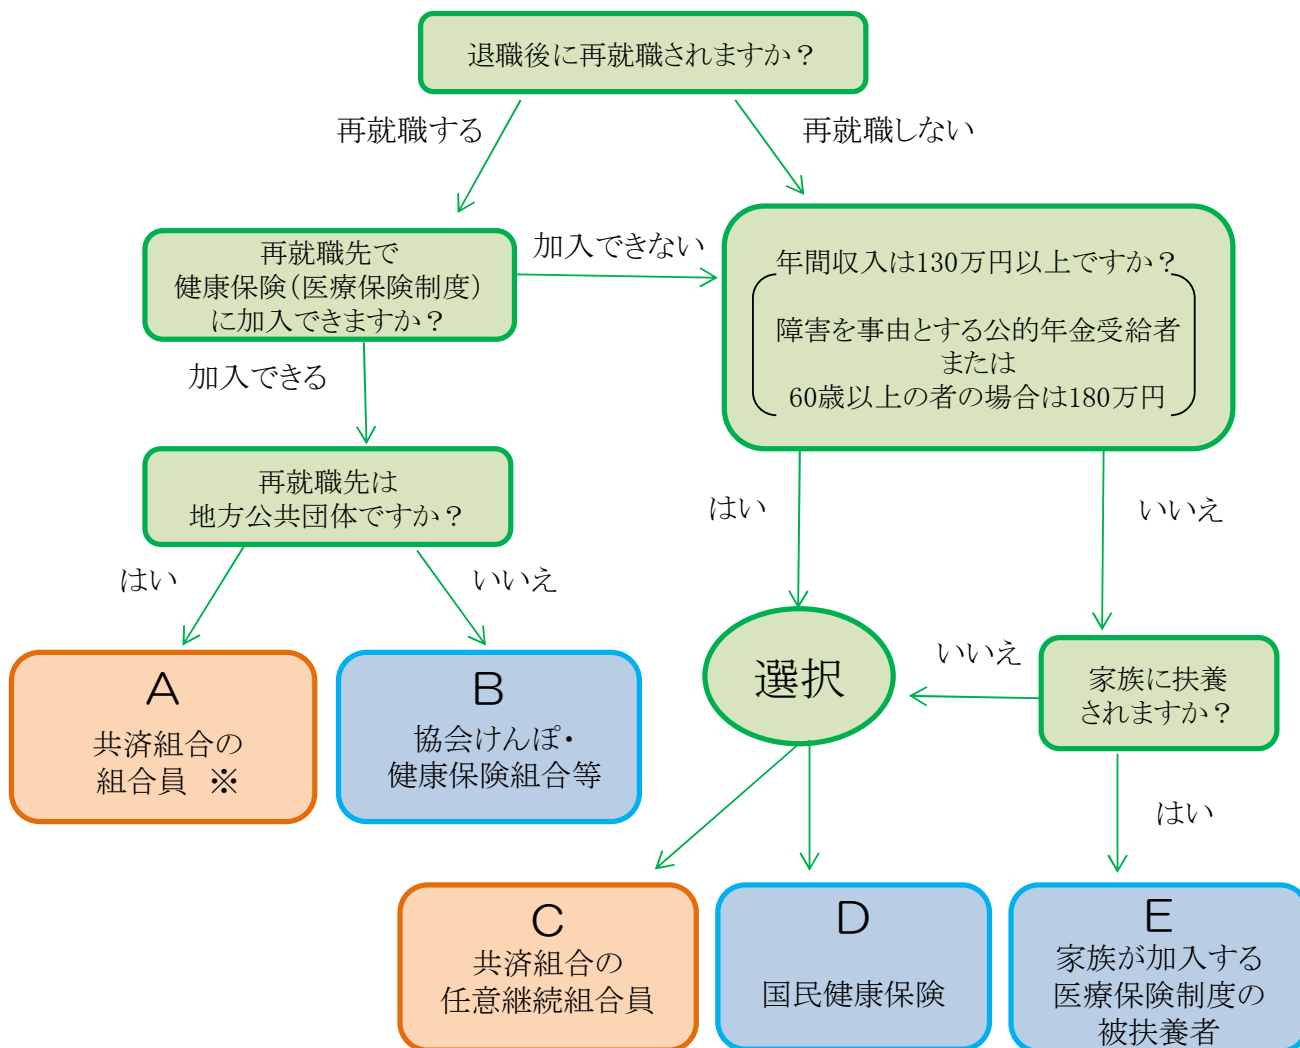 退職後に再就職されますか？
再就職する
再就職しない
再就職先で
健康保険（医療保険制度）
に加入できますか？
加入できない
年間収入は130万円以上ですか？
障害を事由とする公的年金受給者
または
60歳以上の者の場合は180万円
加入できる
再就職先は
地方公共団体ですか？
はい
いいえ
はい
いいえ
A
共済組合の
組合員　※
B
協会けんぽ・
健康保険組合等
選択
いいえ
家族に扶養
されますか？
はい
C
共済組合の
任意継続組合員
D
国民健康保険
E
家族が加入する
医療保険制度の
被扶養者